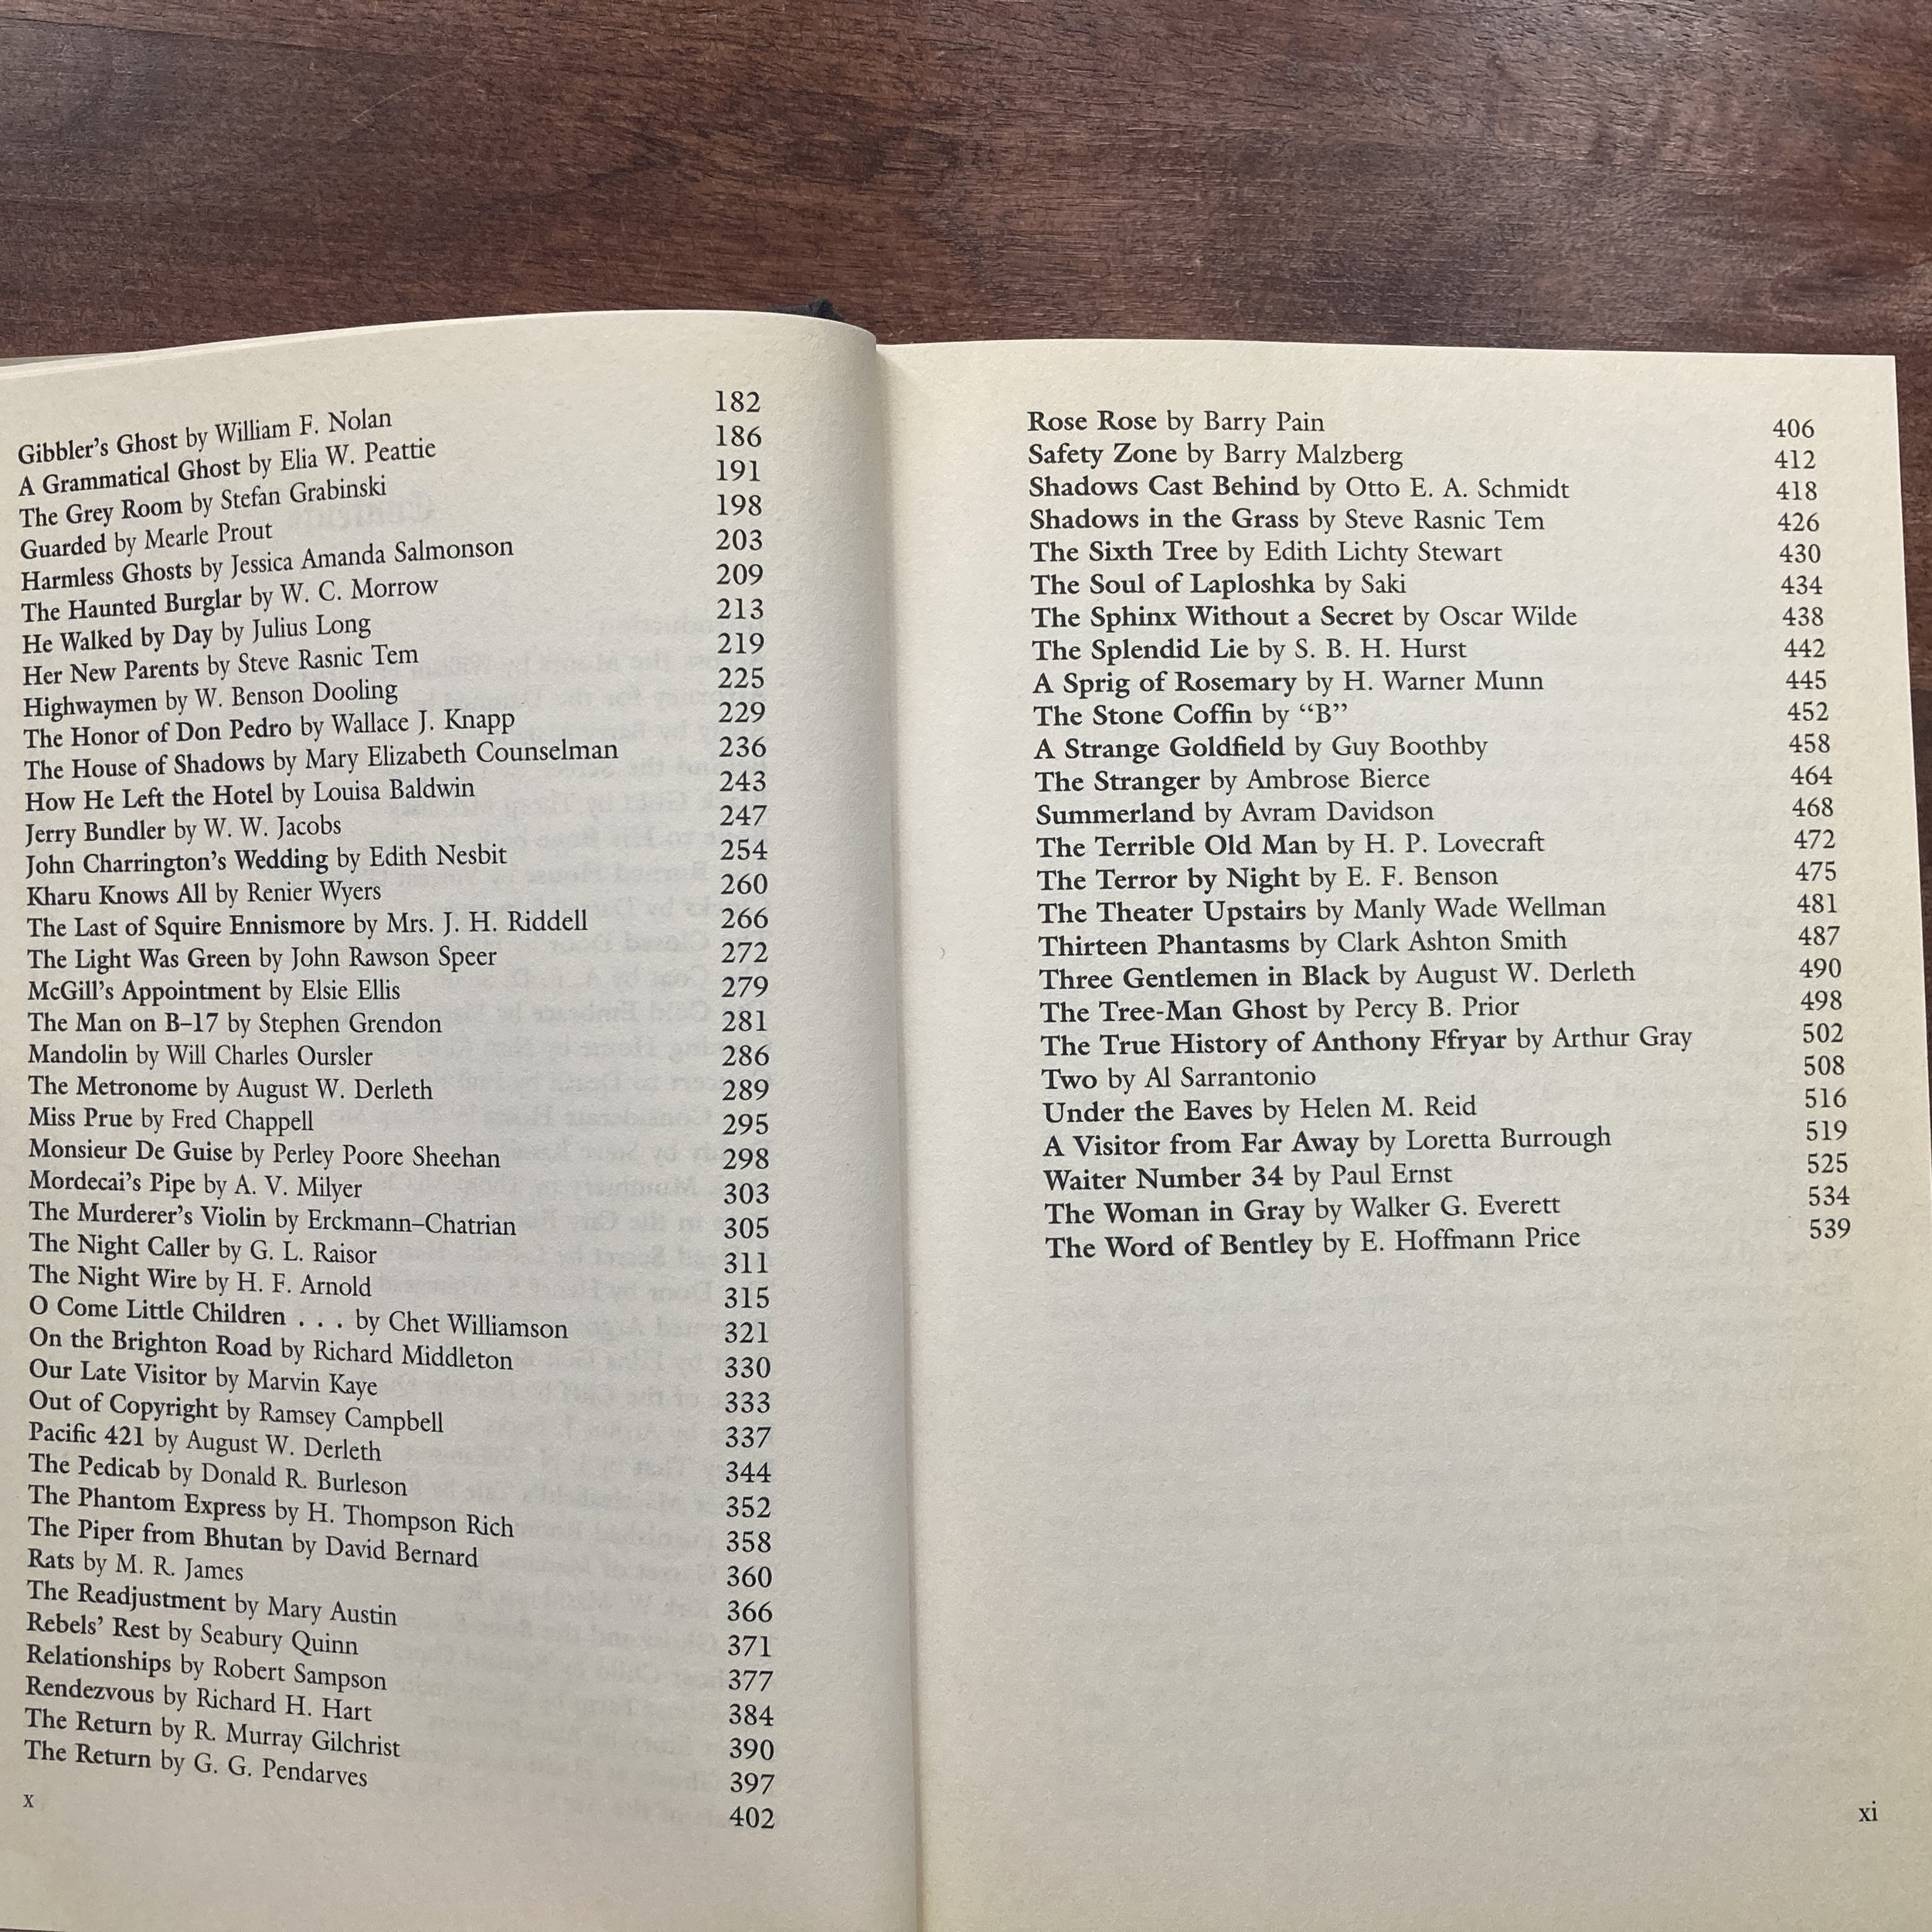 Gibbler's Ghost by William F. Nolan 182
A Grammatical Ghost by Elia W. Peattie 186
The Grey Room by Stefan Grabinski 191
Guarded by Mearle Prout 198
Harmless Ghosts by Jessica Amanda Salmonson 203
The Haunted Burglar by W. C. Morrow 209
He Walked by Day by Julius Long 213
Her New Parents by Steve Rasnic Tem 219
Highwaymen by W. Benson Dooling 225
The Honor of Don Pedro by Wallace J. Knapp 229
The House of Shadows by Mary Elizabeth Counselman 236
How He Left the Hotel by Louisa Baldwin 243
Jerry Bundler by W. W. Jacobs 247
John Charrington's Wedding by Edith Nesbit 254
Kharu Knows All by Renier Wyers 260
The Last of Squire Ennismore by Mrs. J. H. Riddell 266
The Light Was Green by John Rawson Speer 272
McGill's Appointment by Elsie Ellis 279
The Man on B–17 by Stephen Grendon 281
Mandolin by Will Charles Oursler 286
The Metronome by August W. Derleth 289
Miss Prue by Fred Chappell 295
Monsieur De Guise by Perley Poore Sheehan 298
Mordecai's Pipe by A. V. Milyer 303
The Murderer's Violin by Erckmann–Chatrian 305
The Night Caller by G. L. Raisor 311
The Night Wire by H. F. Arnold 315
O Come Little Children . . . by Chet Williamson 321
On the Brighton Road by Richard Middleton 330
Our Late Visitor by Marvin Kaye 333
Out of Copyright by Ramsey Campbell 337
Pacific 421 by August W. Derleth 344
The Pedicab by Donald R. Burleson 352
The Phantom Express by H. Thompson Rich 358
The Piper from Bhutan by David Bernard 360
Rats by M. R. James 366
The Readjustment by Mary Austin 371
Rebels' Rest by Seabury Quinn 377
Relationships by Robert Sampson 384
Rendezvous by Richard H. Hart 390
The Return by R. Murray Gilchrist 397
The Return by G. G. Pendarves 402
x
Rose Rose by Barry Pain 406
Safety Zone by Barry Malzberg 412
Shadows Cast Behind by Otto E. A. Schmidt 418
Shadows in the Grass by Steve Rasnic Tem 426
The Sixth Tree by Edith Lichty Stewart 430
The Soul of Laploshka by Saki 434
The Sphinx Without a Secret by Oscar Wilde 438
The Splendid Lie by S. B. H. Hurst 442
A Sprig of Rosemary by H. Warner Munn 445
The Stone Coffin by “B” 452
A Strange Goldfield by Guy Boothby 458
The Stranger by Ambrose Bierce 464
Summerland by Avram Davidson 468
The Terrible Old Man by H. P. Lovecraft 472
The Terror by Night by E. F. Benson 475
The Theater Upstairs by Manly Wade Wellman 481
Thirteen Phantasms by Clark Ashton Smith 487
Three Gentlemen in Black by August W. Derleth 490
The Tree-Man Ghost by Percy B. Prior 498
The True History of Anthony Ffryar by Arthur Gray 502
Two by Al Sarrantonio 508
Under the Eaves by Helen M. Reid 516
A Visitor from Far Away by Loretta Burrough 519
Waiter Number 34 by Paul Ernst 525
The Woman in Gray by Walker G. Everett 534
The Word of Bentley by E. Hoffmann Price 539
xi